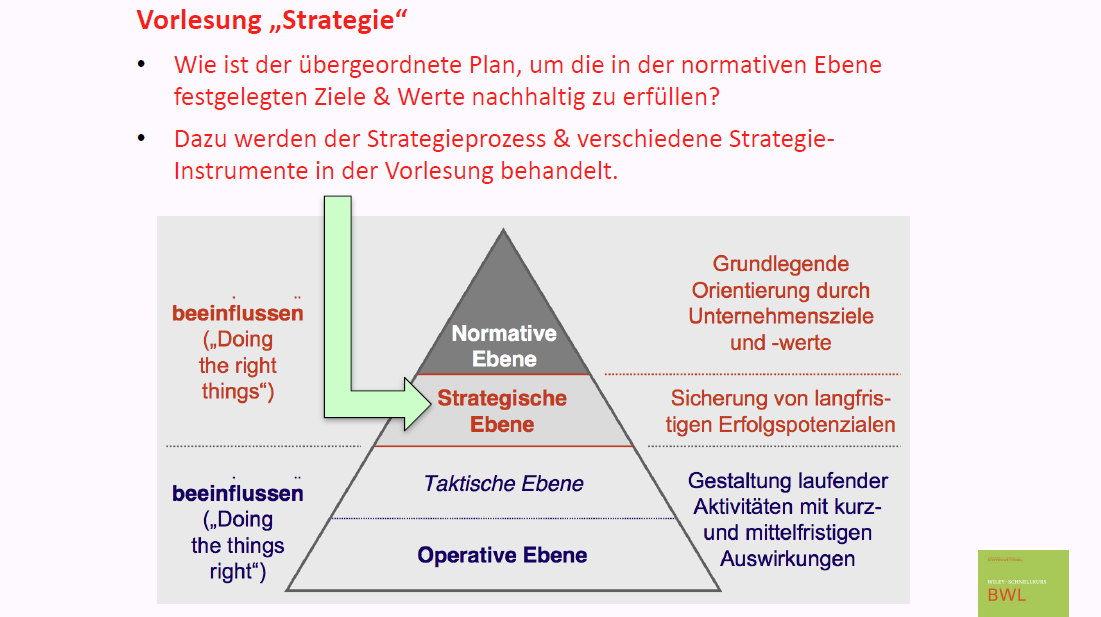 Vorlesung „Strategie“
• Wie ist der übergeordnete Plan, um die in der normativen Ebene
festgelegten Ziele & Werte nachhaltig zu erfüllen?
• Dazu werden der Strategieprozess & verschiedene Strategie-
Instrumente in der Vorlesung behandelt.
beeinflussen
(„Doing
the right
things“)
Normative
Ebene
Grundlegende
Orientierung durch
Unternehmensziele
und -werte
Strategische
Ebene
Sicherung von langfris-
tigen Erfolgspotenzialen
beeinflussen
(„Doing
the things
right“)
Taktische Ebene
Operative Ebene
Gestaltung laufender
Aktivitäten mit kurz-
und mittelfristigen
Auswirkungen
WILEY-SCHNELLKURS
BWL